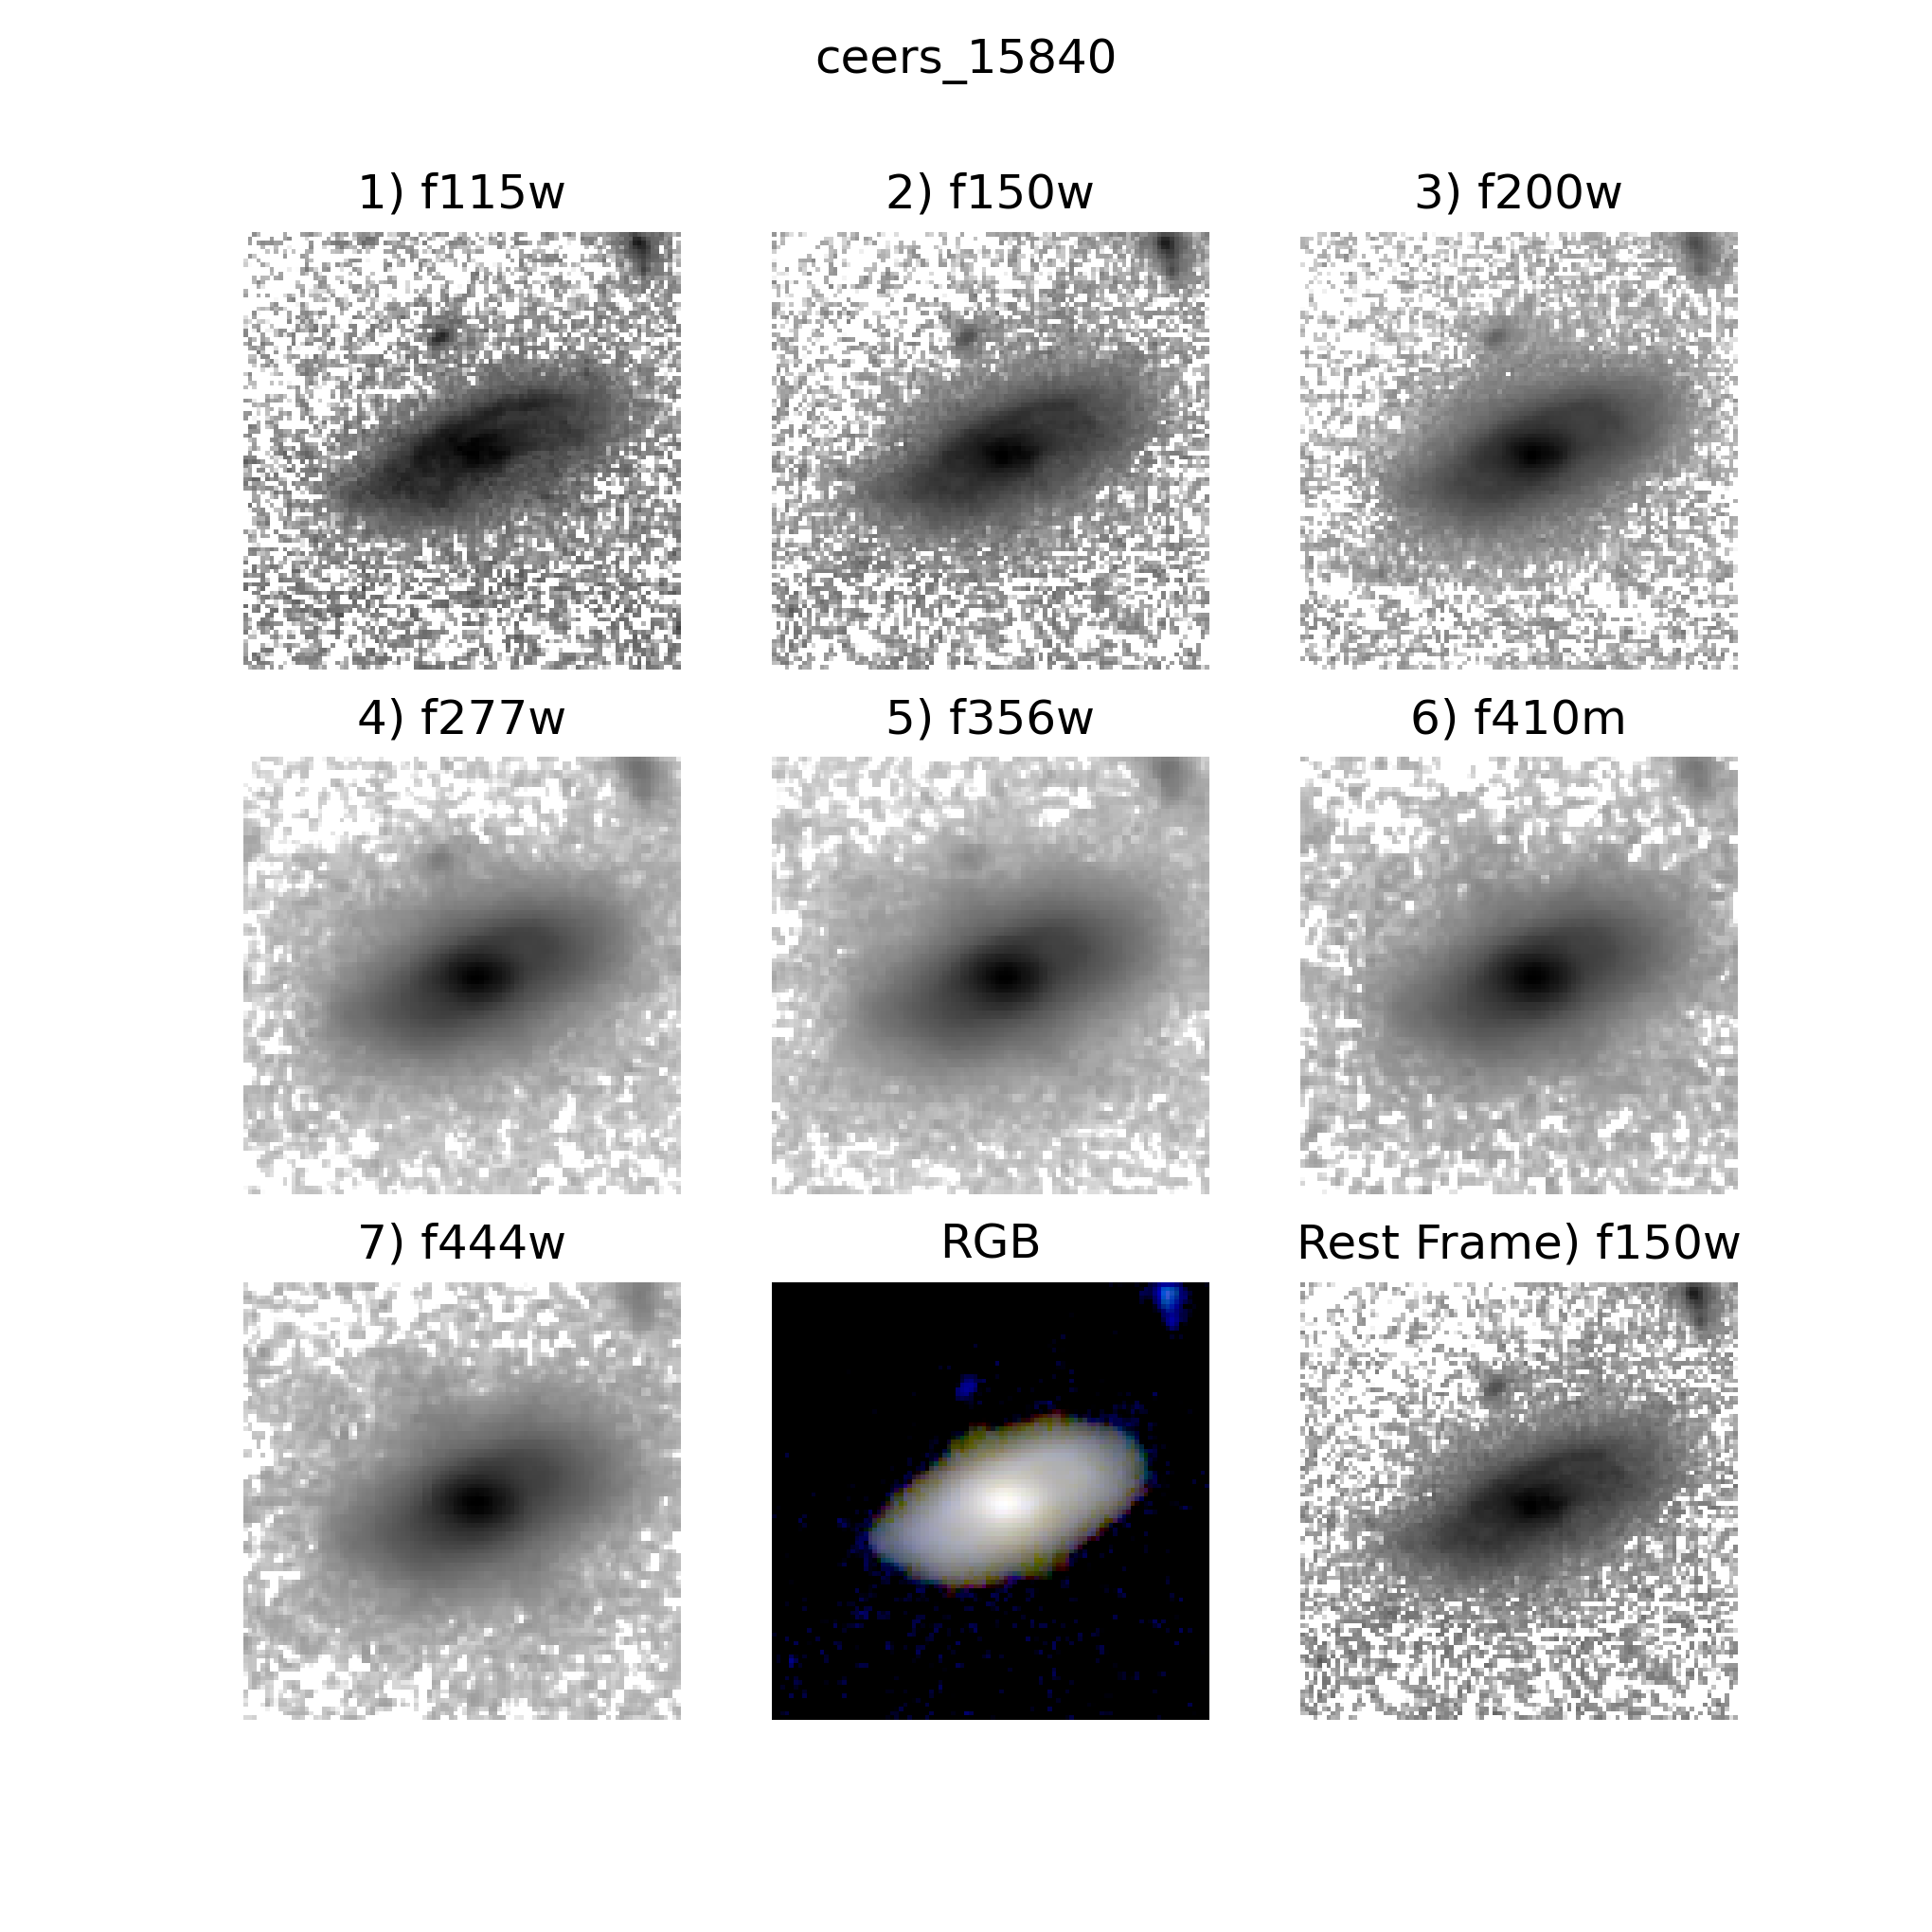 ceers_15840
1) f115w
2) f150w
3) f200w
4) f277w
5) f356w
6) f410m
7) f444w
RGB
Rest Frame) f150w